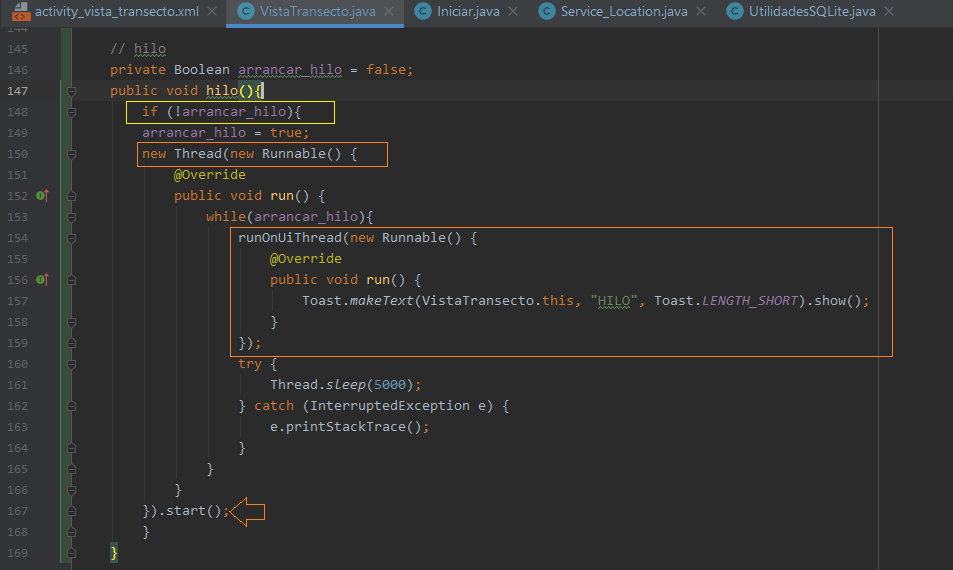 activity_vista_transecto.xml VistaTransecto.java Iniciar.java Service_Location.java UtilidadesSQLite.java
144
145 // hilo
146 private Boolean arrancar_hilo = false;
147 public void hilo(){
148 if (!arrancar_hilo){
149 arrancar_hilo = true;
150 new Thread(new Runnable() {
151 @Override
152 public void run() {
153 while(arrancar_hilo){
154 runOnUiThread(new Runnable() {
155 @Override
156 public void run() {
157 Toast.makeText(VistaTransecto.this, "HILO", Toast.LENGTH_SHORT).show();
158 }
159 });
160 try {
161 Thread.sleep(5000);
162 } catch (InterruptedException e) {
163 e.printStackTrace();
164 }
165 }
166 }
167 }).start();
168 }
169 }